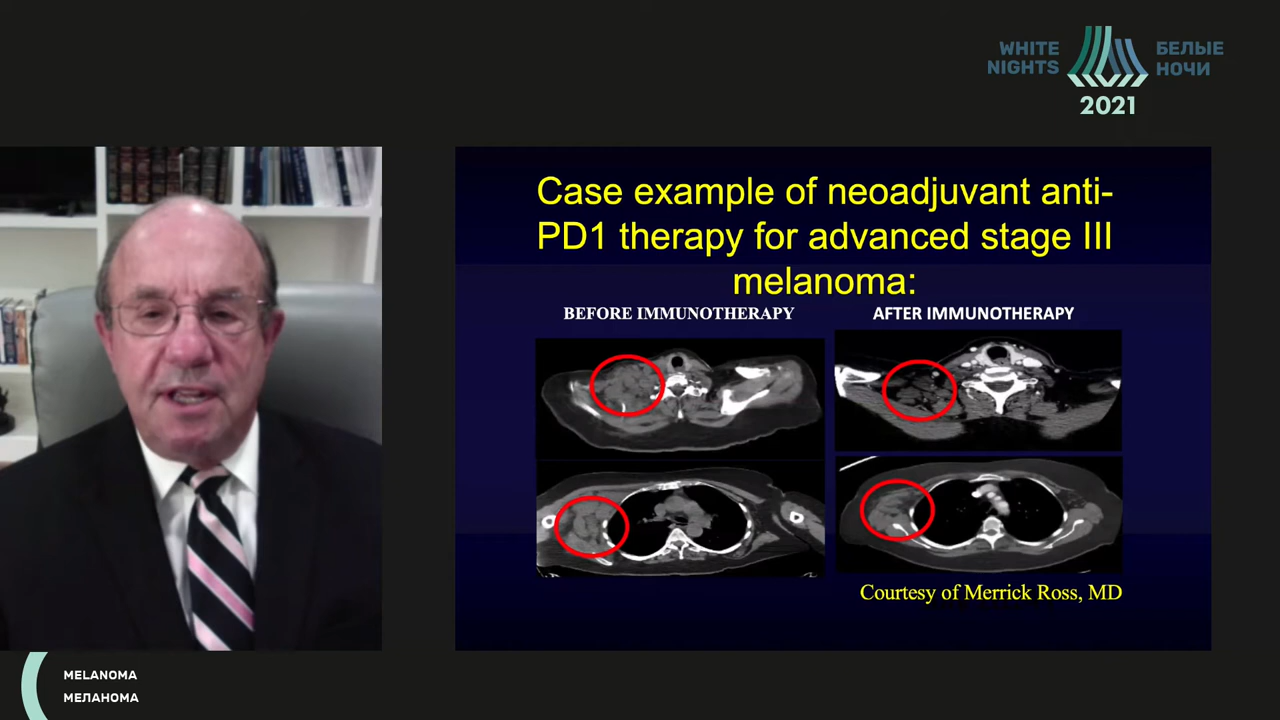 WHITE
NIGHTS
БЕЛЫЕ
НОЧИ
2021
Case example of neoadjuvant anti-
PD1 therapy for advanced stage III
melanoma:
BEFORE IMMUNOTHERAPY
AFTER IMMUNOTHERAPY
Courtesy of Merrick Ross, MD
MELANOMA
МЕЛАНОМА